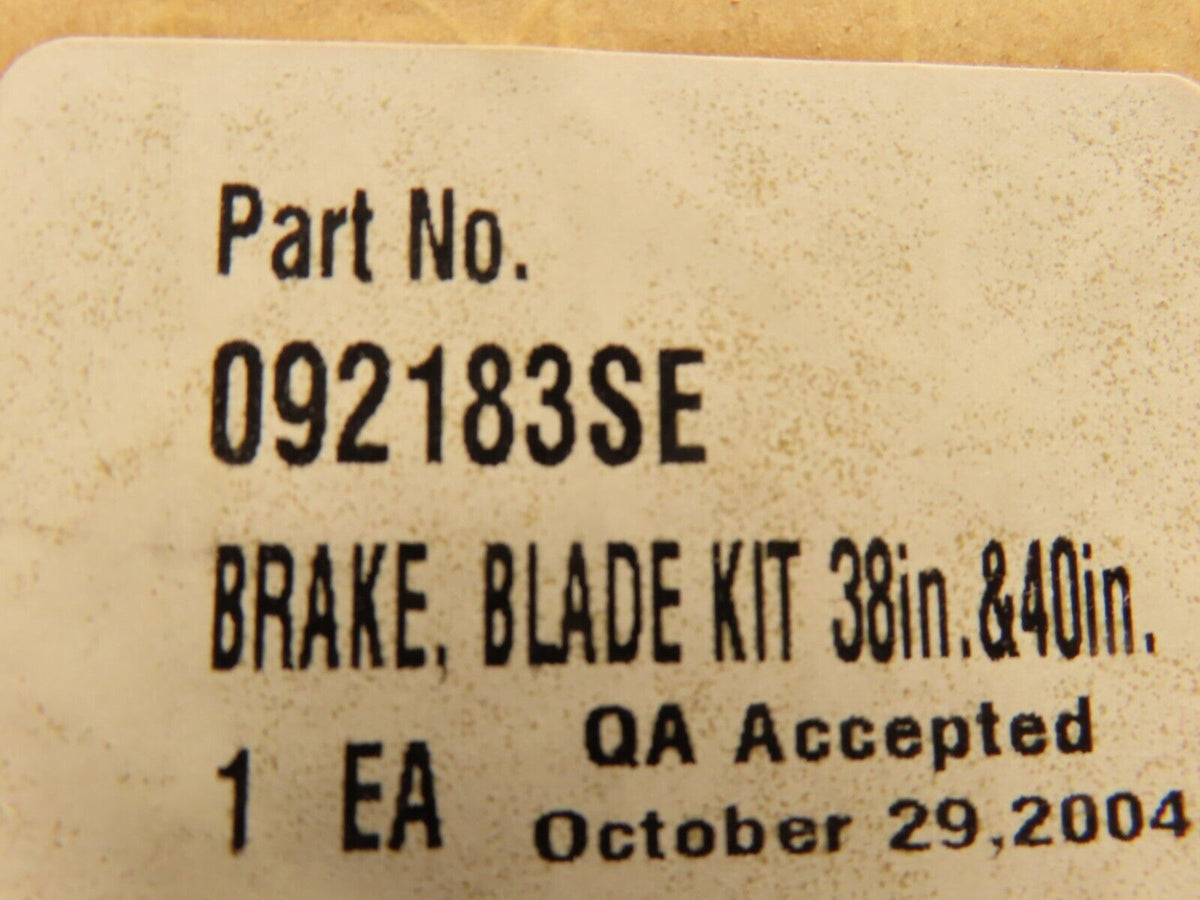 Part No.
092183SE
BRAKE, BLADE KIT 38in.&40in.
QA Accepted
1 EA
October 29,2004